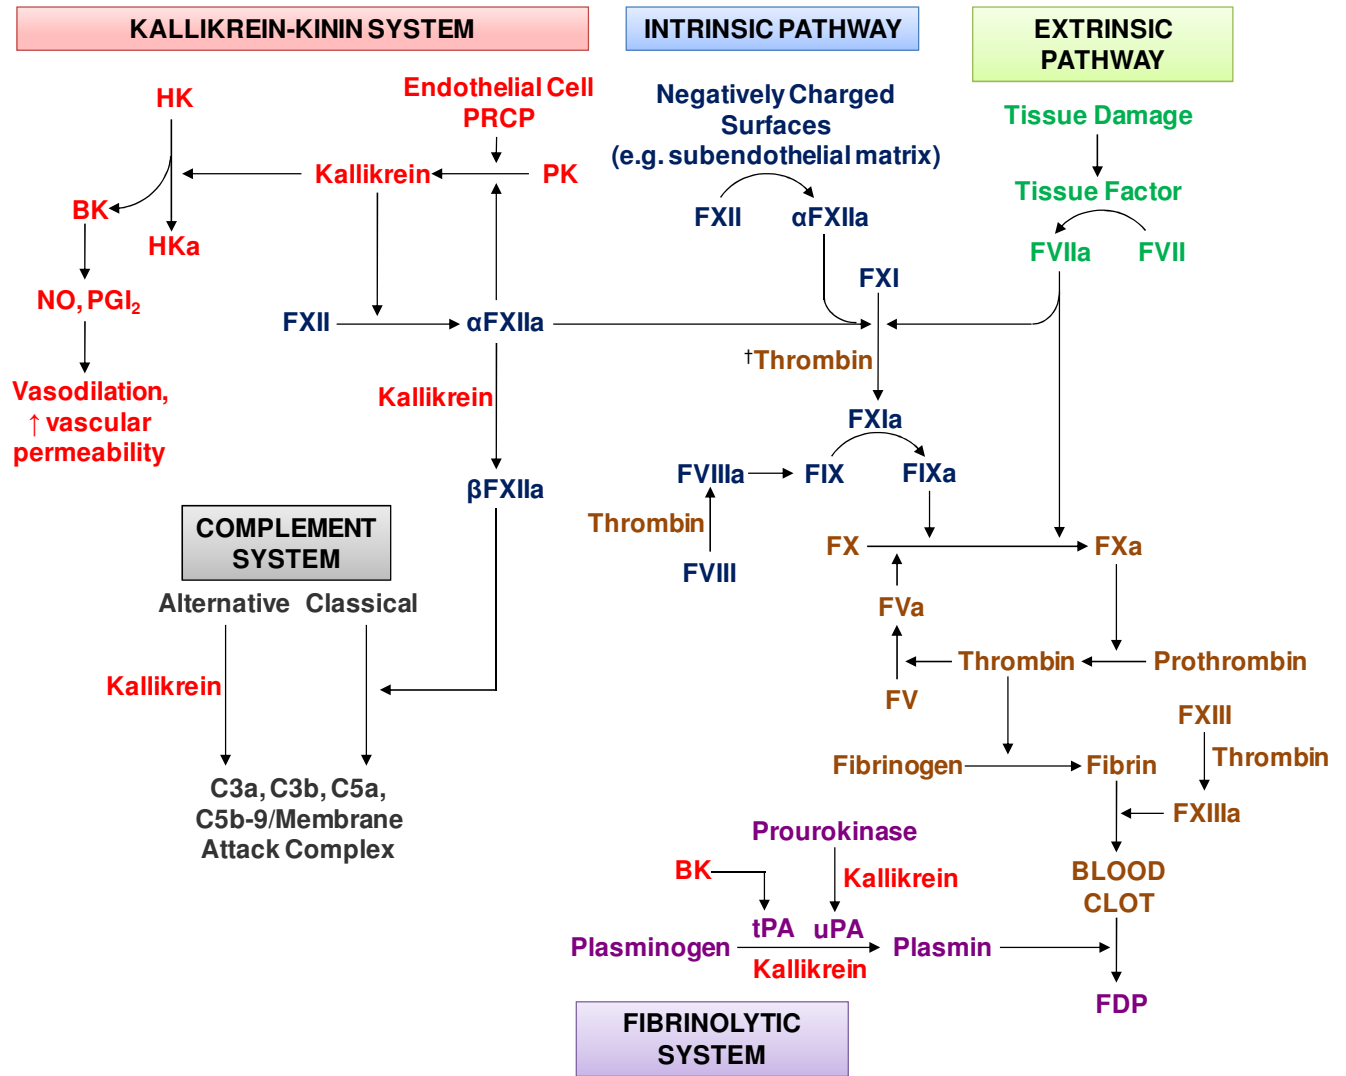 KALLIKREIN-KININ SYSTEM
INTRINSIC PATHWAY
EXTRINSIC
PATHWAY
HK
Endothelial Cell
PRCP
Kallikrein
PK
BK
HKa
NO, PGI₂
Vasodilation,
↑ vascular
permeability
FXII
αFXIIa
Kallikrein
βFXIIa
Negatively Charged
Surfaces
(e.g. subendothelial matrix)
FXII
αFXIIa
FXI
†Thrombin
FXIa
FVIIIa
FIX
FIXa
Thrombin
FVIII
Tissue Damage
Tissue Factor
FVIIa
FVII
FX
FXa
FVa
Thrombin
Prothrombin
FV
FXIII
Thrombin
Fibrinogen
Fibrin
FXIIIa
BLOOD
CLOT
COMPLEMENT
SYSTEM
Alternative
Classical
Kallikrein
C3a, C3b, C5a,
C5b-9/Membrane
Attack Complex
Prourokinase
BK
Kallikrein
tPA
uPA
Plasminogen
Plasmin
Kallikrein
FDP
FIBRINOLYTIC
SYSTEM